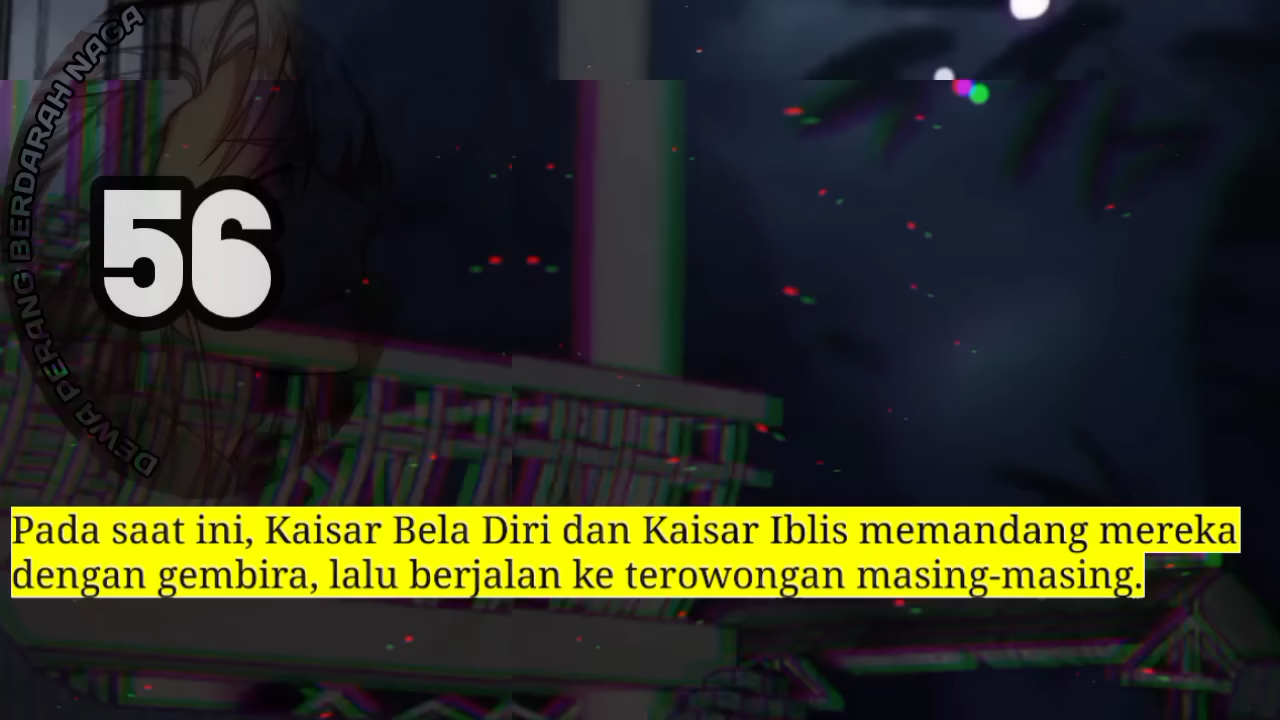 DEWA PERANG BERDARAH NAGA
56
Pada saat ini, Kaisar Bela Diri dan Kaisar Iblis memandang mereka
dengan gembira, lalu berjalan ke terowongan masing-masing.